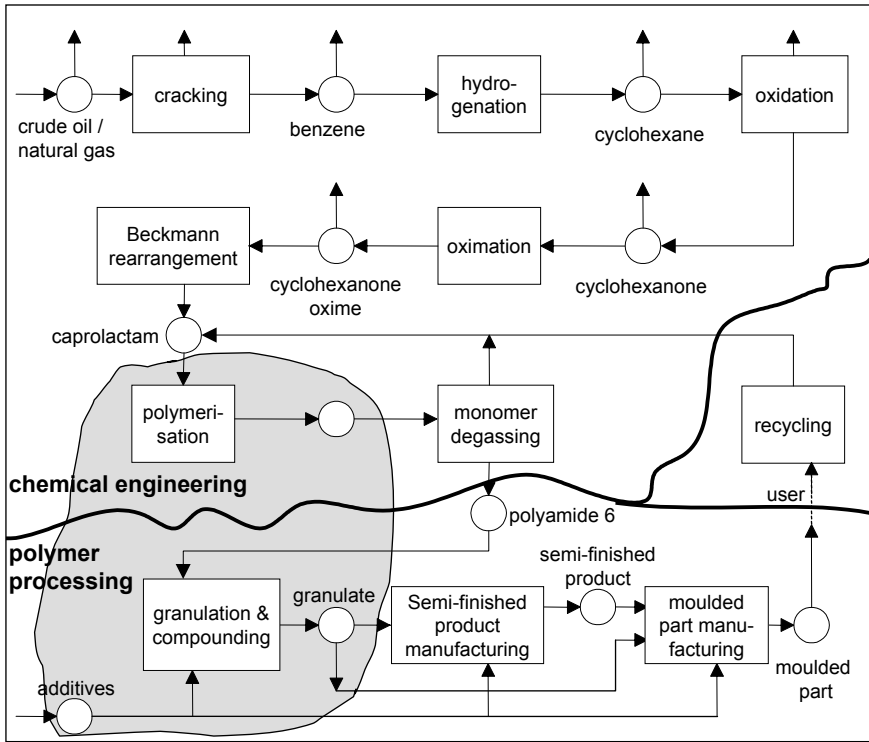 cracking
hydro-
genation
oxidation
crude oil /
natural gas
benzene
cyclohexane
Beckmann
rearrangement
oximation
cyclohexanone
oxime
cyclohexanone
caprolactam
polymeri-
sation
monomer
degassing
recycling
chemical engineering
user
polyamide 6
polymer
processing
semi-finished
product
granulation &
compounding
granulate
Semi-finished
product
manufacturing
moulded
part manu-
facturing
additives
moulded
part